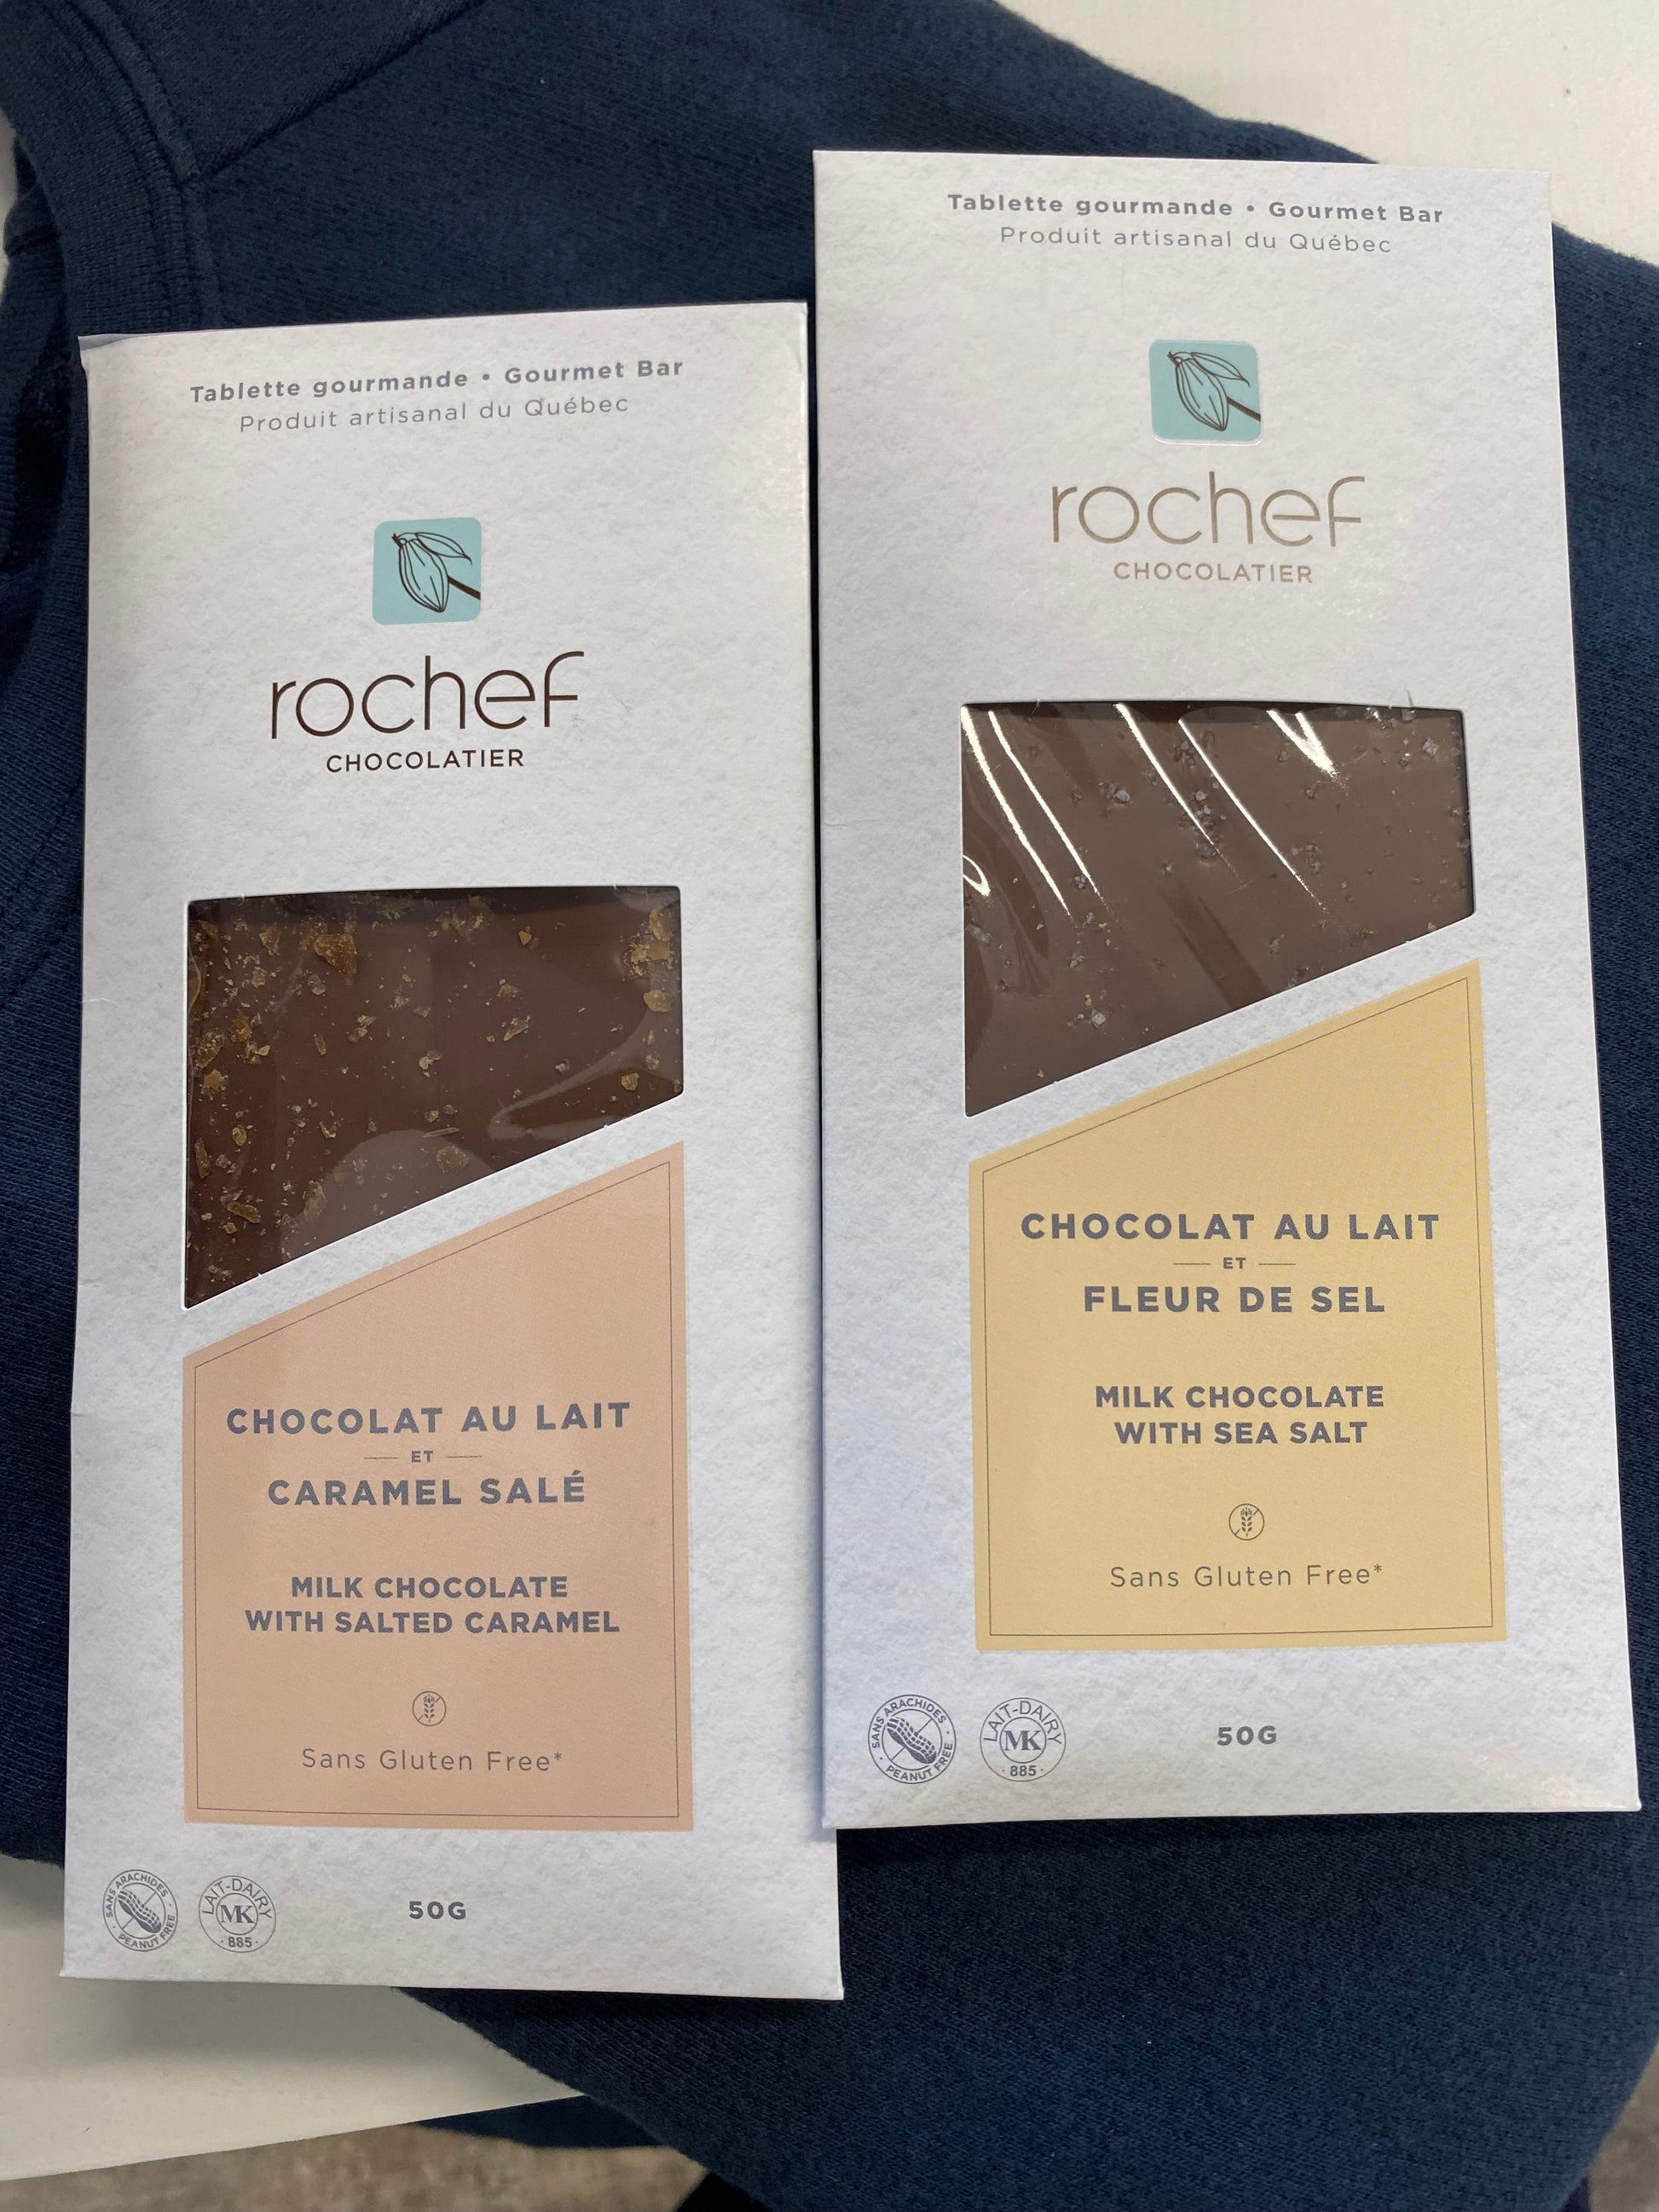 Tablette gourmande • Gourmet Bar
Produit artisanal du Québec
rochef
CHOCOLATIER
CHOCOLAT AU LAIT
ET
CARAMEL SALÉ
MILK CHOCOLATE
WITH SALTED CARAMEL
Sans Gluten Free*
SANS ARACHIDES
PEANUT FREE
LAIT-DAIRY
MK
885
50G
Tablette gourmande • Gourmet Bar
Produit artisanal du Québec
rochef
CHOCOLATIER
CHOCOLAT AU LAIT
ET
FLEUR DE SEL
MILK CHOCOLATE
WITH SEA SALT
Sans Gluten Free*
SANS ARACHIDES
PEANUT FREE
LAIT-DAIRY
MK
885
50G